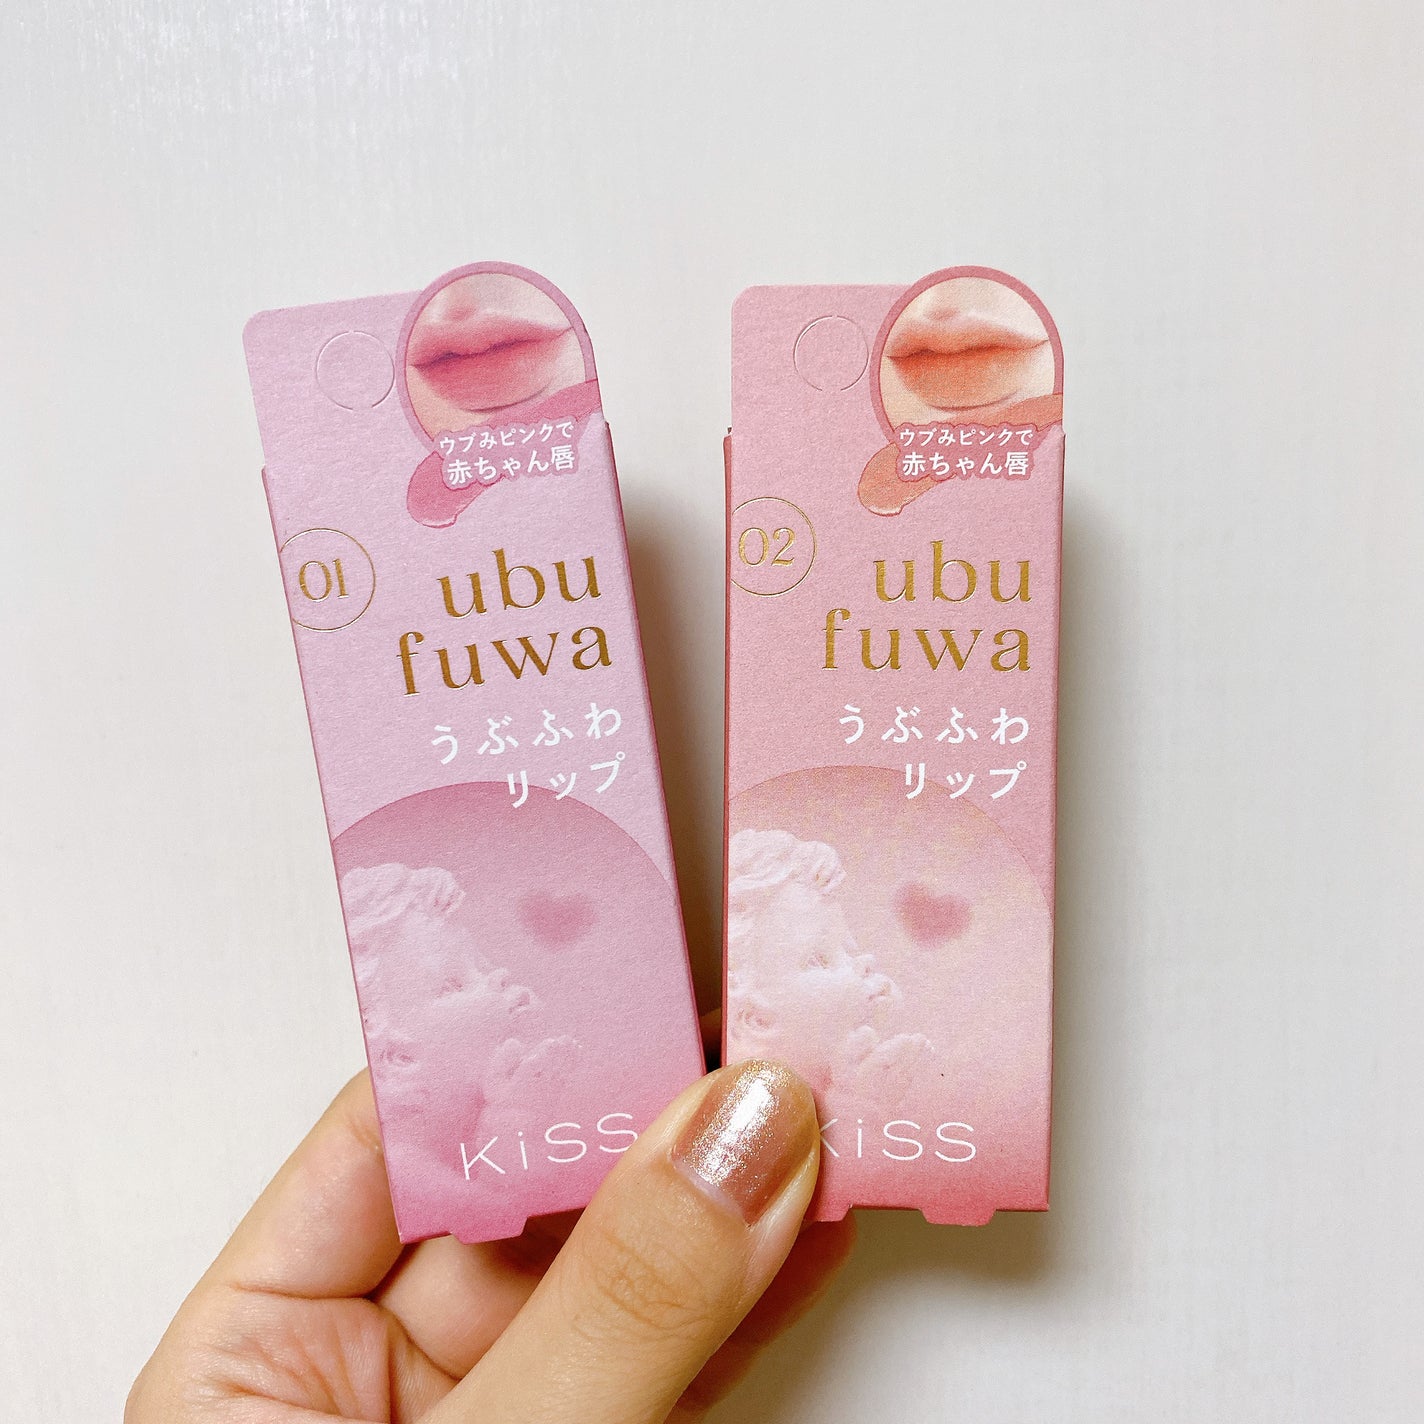 ウブみピンクで
赤ちゃん唇
01
ubu
fuwa
うぶふわ
リップ
KiSS
ウブみピンクで
赤ちゃん唇
02
ubu
fuwa
うぶふわ
リップ
KiSS